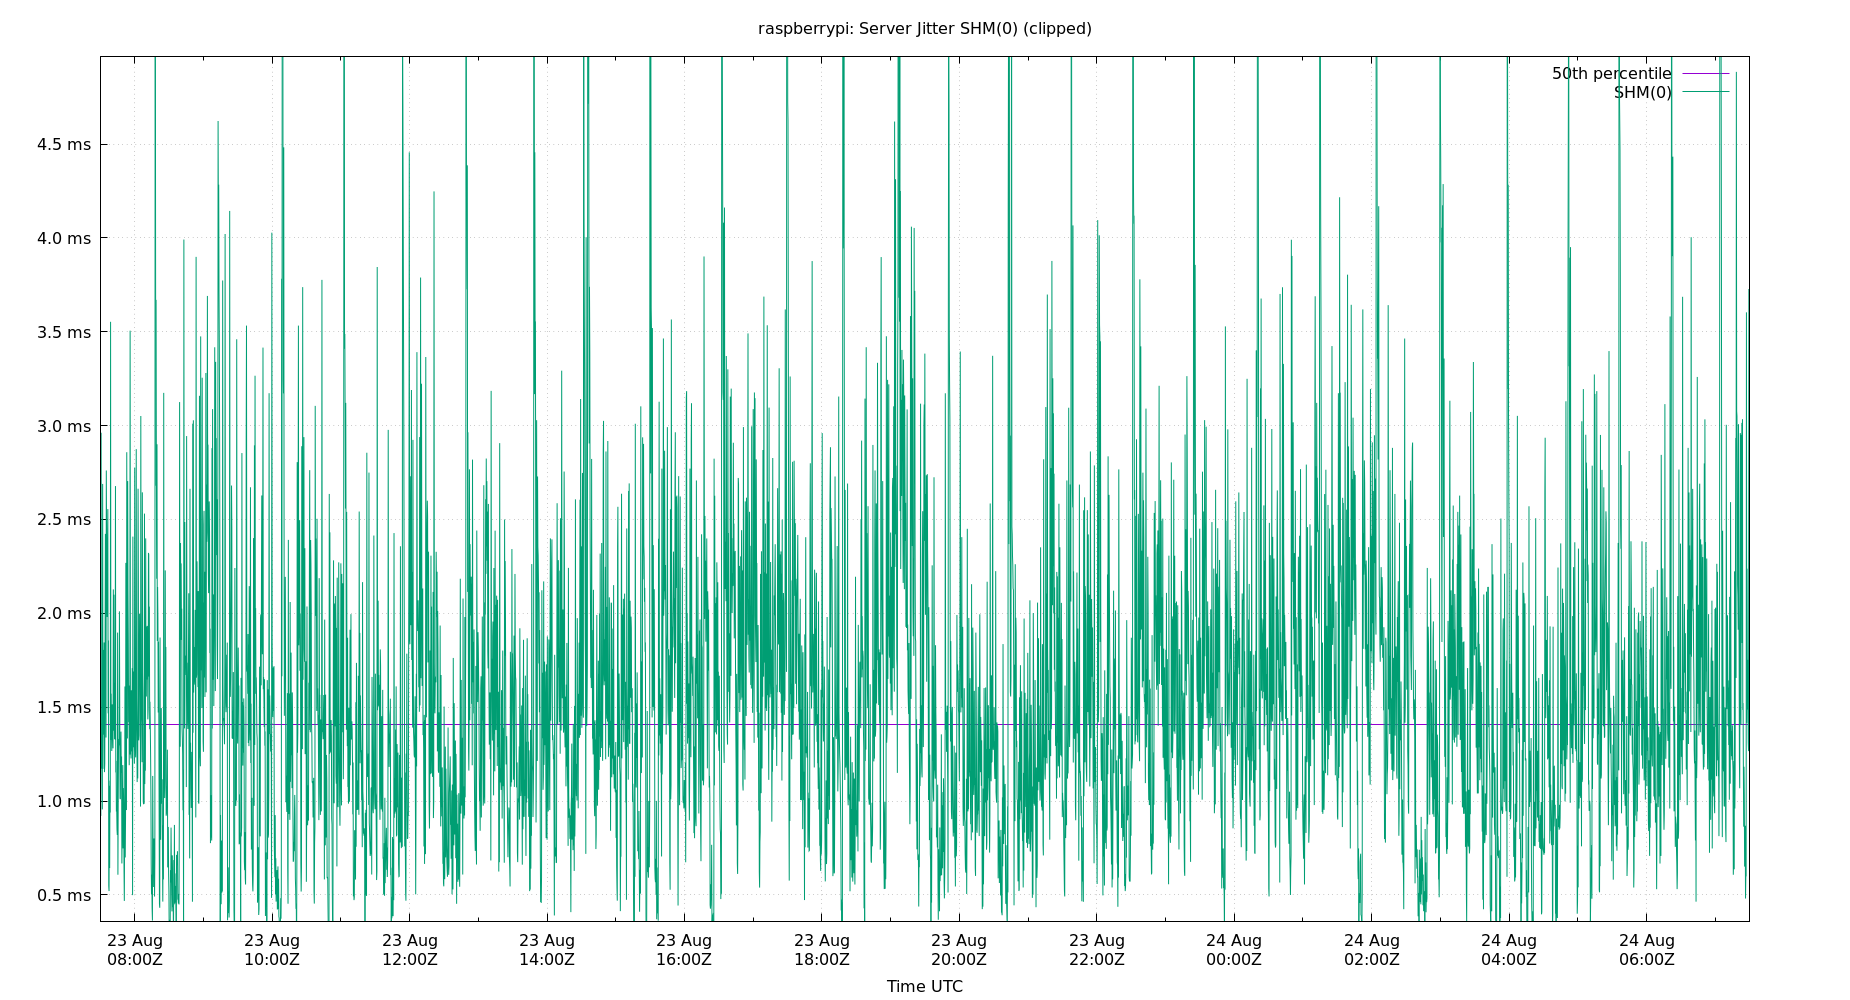 raspberrypi: Server Jitter SHM(0) (clipped)
50th percentile
SHM(0)
4.5 ms
4.0 ms
3.5 ms
3.0 ms
2.5 ms
2.0 ms
1.5 ms
1.0 ms
0.5 ms
23 Aug 23 Aug 23 Aug 23 Aug 23 Aug 23 Aug 23 Aug 23 Aug 24 Aug 24 Aug 24 Aug 24 Aug
08:00Z 10:00Z 12:00Z 14:00Z 16:00Z 18:00Z 20:00Z 22:00Z 00:00Z 02:00Z 04:00Z 06:00Z
Time UTC